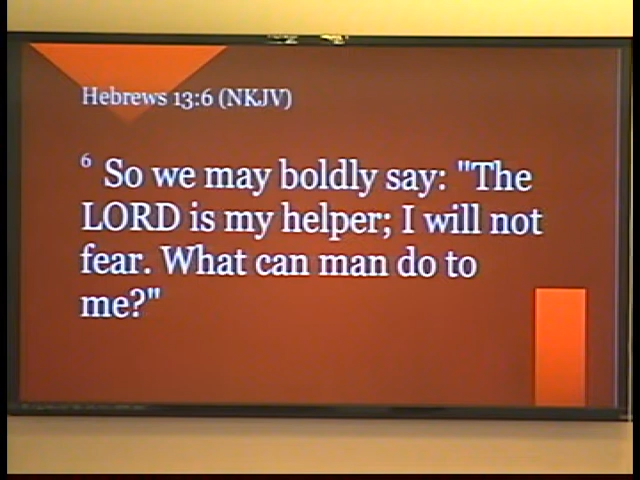 Hebrews 13:6 (NKJV)
6 So we may boldly say: "The
LORD is my helper; I will not
fear. What can man do to
me?"